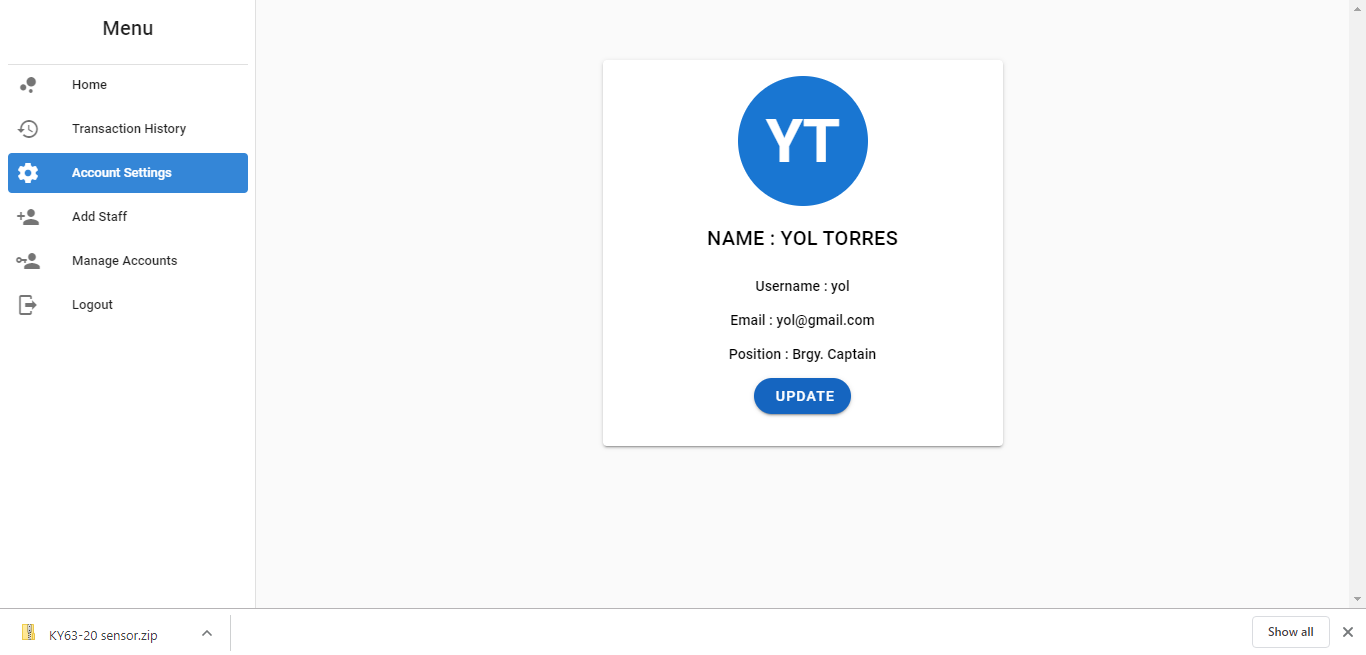 Menu
Home
Transaction History
Account Settings
Add Staff
Manage Accounts
Logout
YT
NAME : YOL TORRES
Username : yol
Email : yol@gmail.com
Position : Brgy. Captain
UPDATE
KY63-20 sensor.zip
Show all